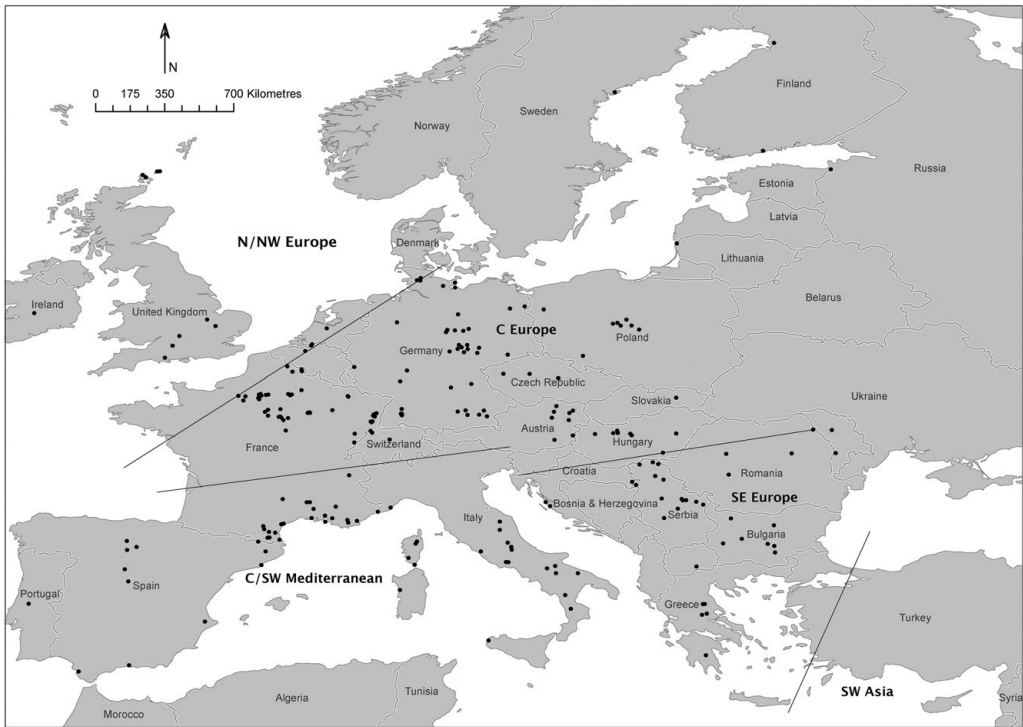 N
0 175 350 700 Kilometres
Finland
Sweden
Norway
Russia
Estonia
Latvia
N/NW Europe
Denmark
Lithuania
Ireland
United Kingdom
Belarus
C Europe
Poland
Germany
Czech Republic
Ukraine
Slovakia
Austria
France
Switzerland
Hungary
Croatia
Romania
SE Europe
Bosnia & Herzegovina
Serbia
Italy
Bulgaria
C/SW Mediterranean
Spain
Portugal
Greece
Turkey
SW Asia
Algeria
Tunisia
Syria
Morocco